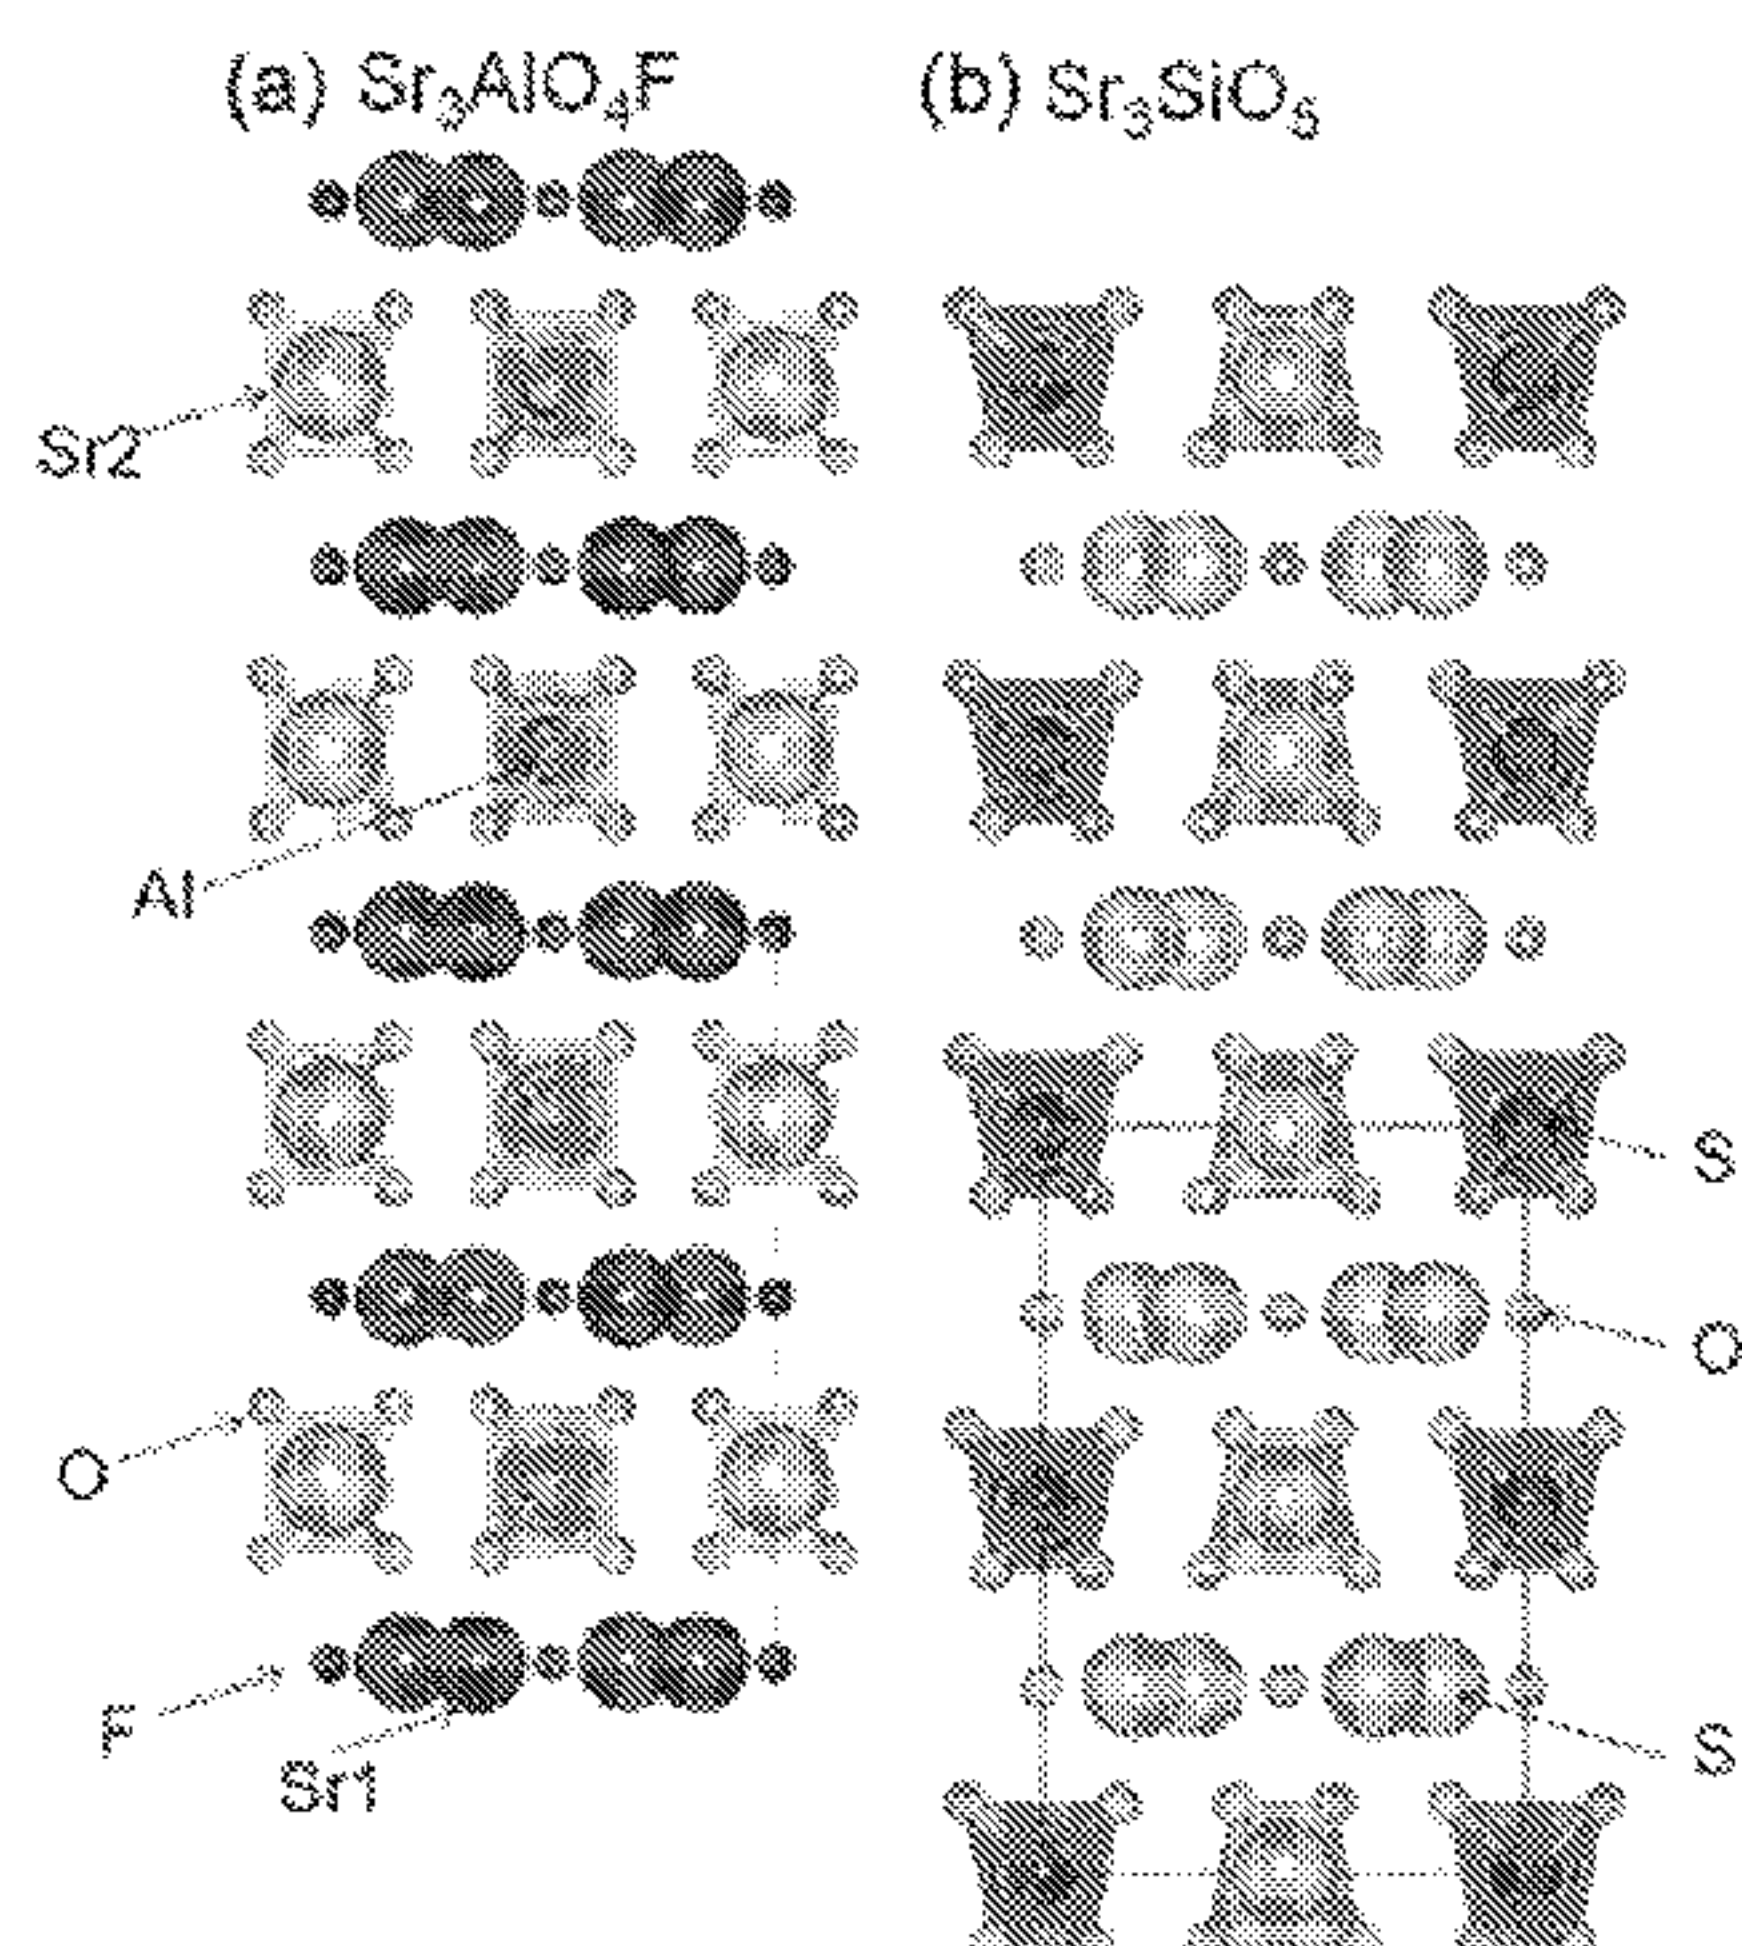 (a) Sr₃AlO₄F
(b) Sr₃SiO₅
Sr2
Al
S
O
O
F
S
Sr1